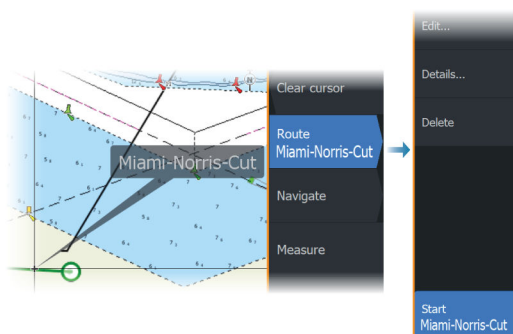 Miami-Norris-Cut
Clear cursor
Route
Miami-Norris-Cut
Navigate
Measure
Edit...
Details...
Delete
Start
Miami-Norris-Cut